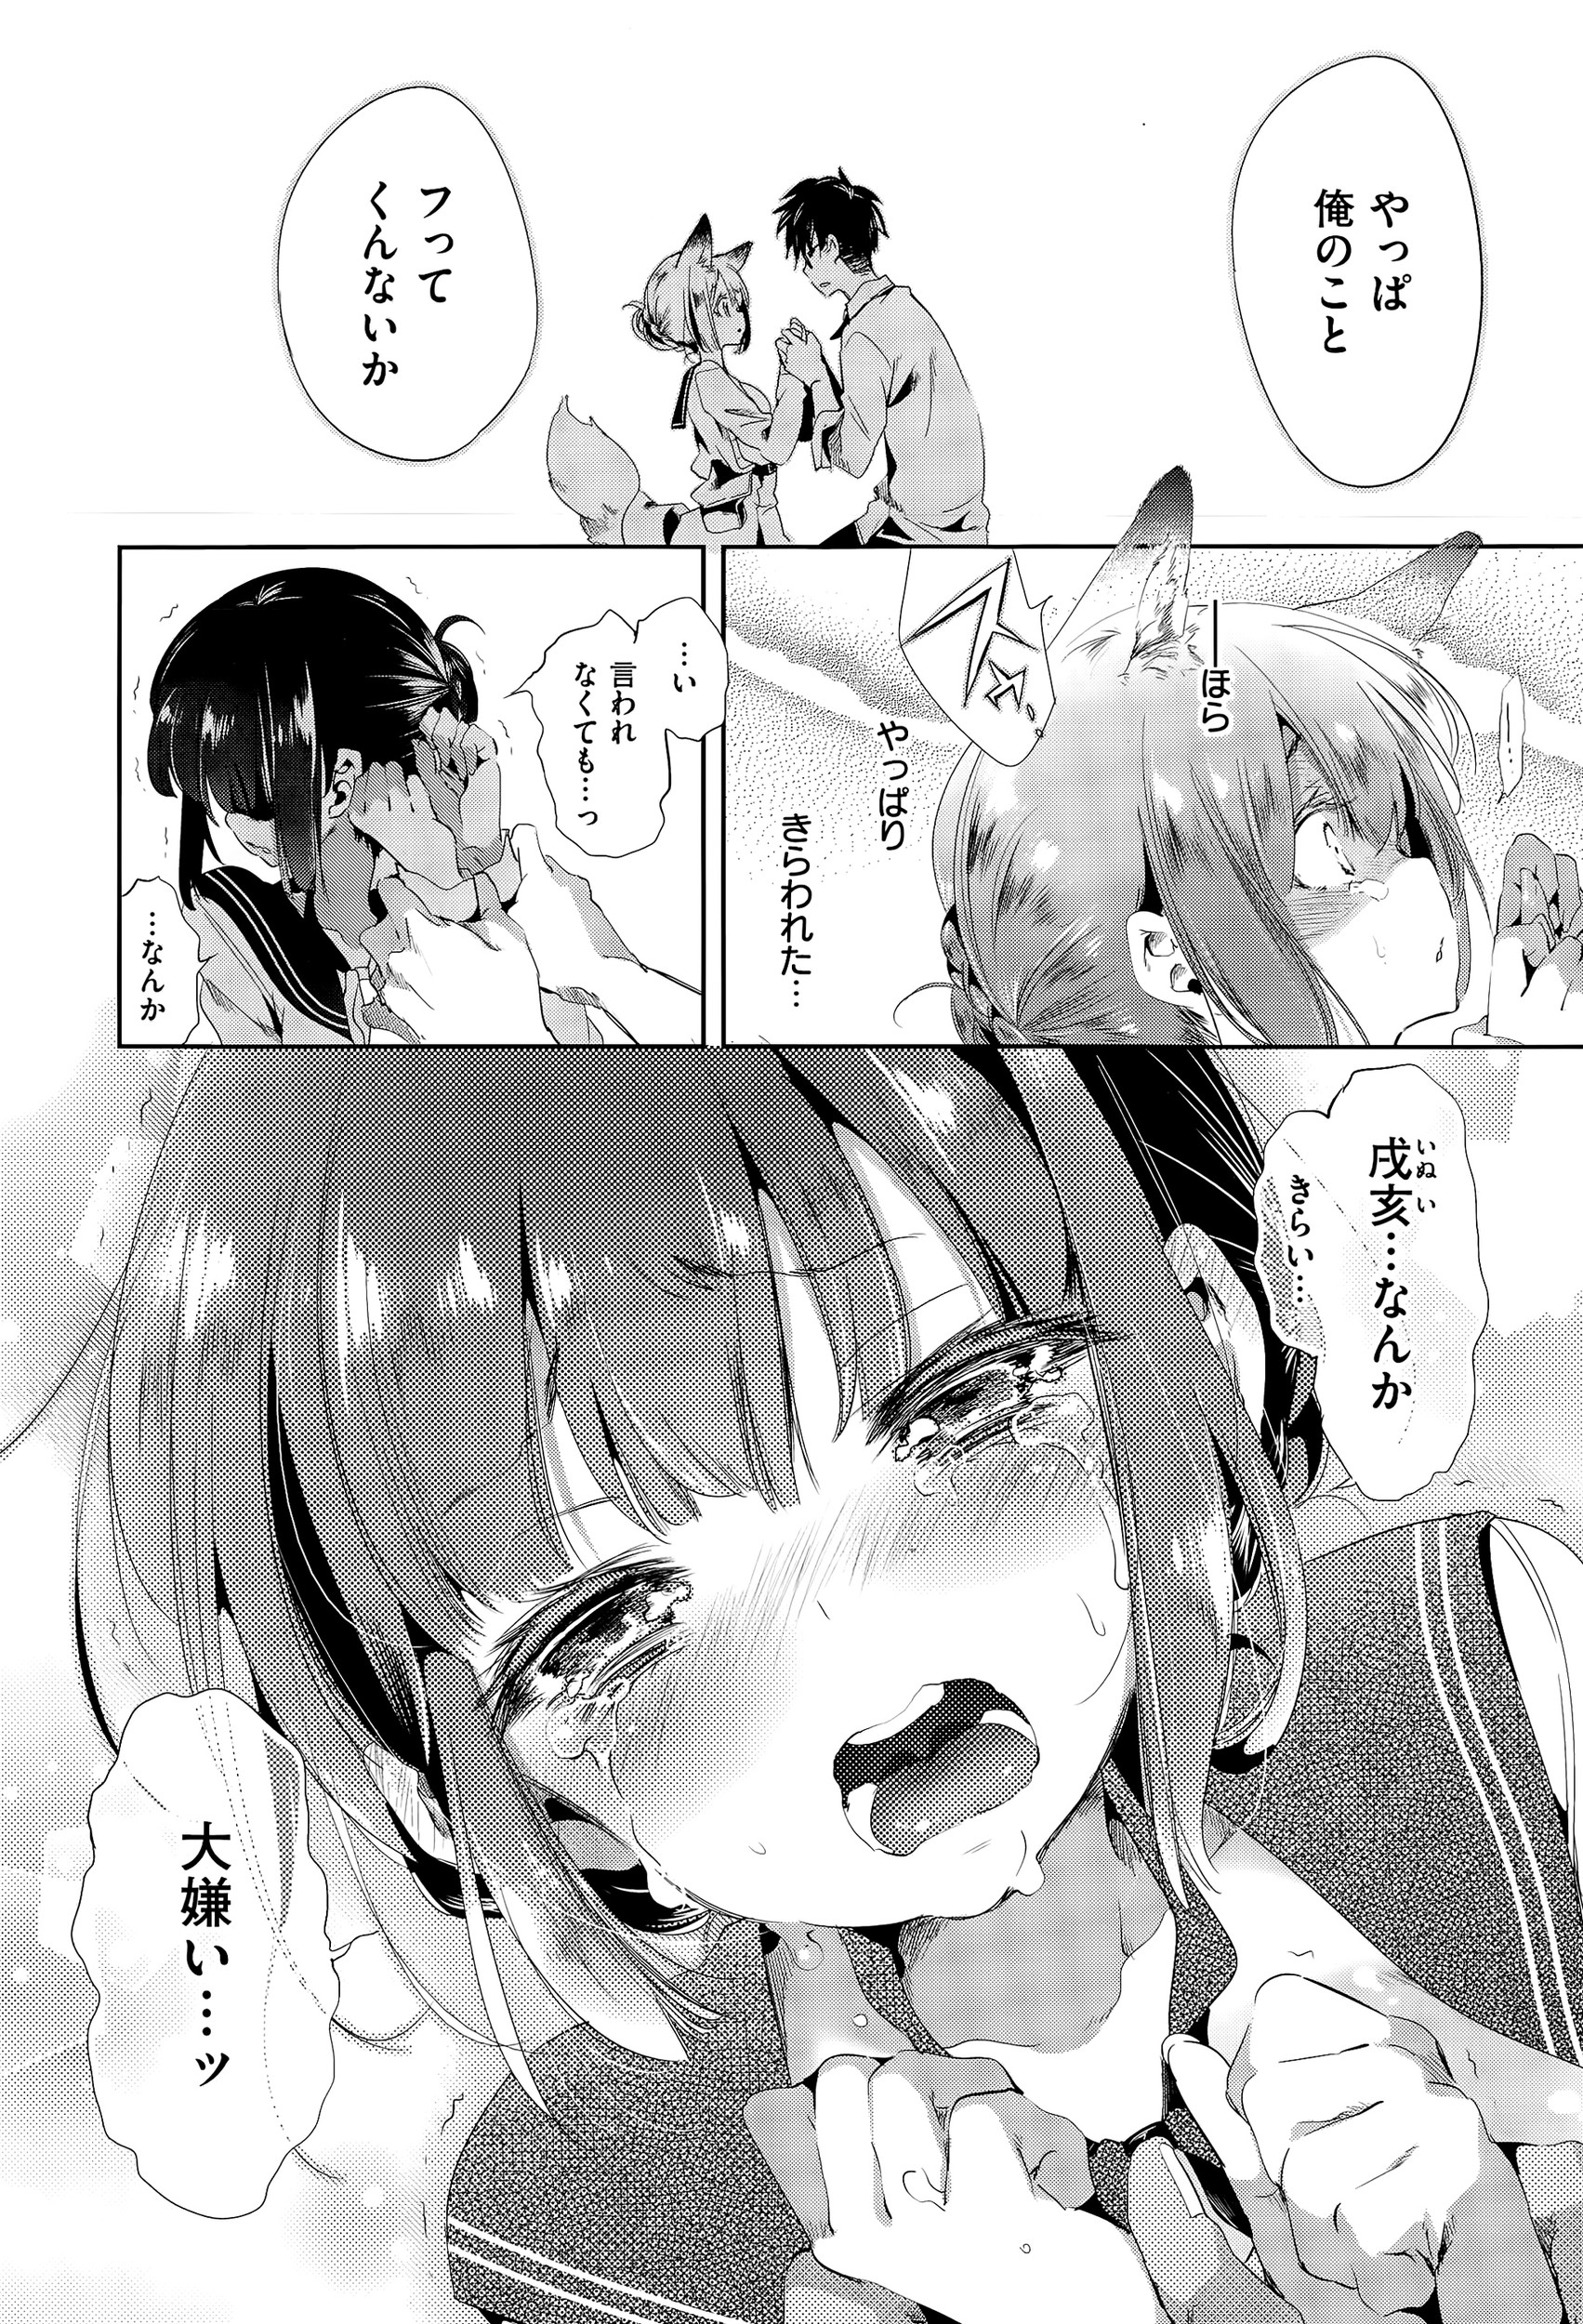 やっぱ
俺のこと
フって
くんないか
――ほら
やっぱり
きらわれた…
…い
言われ
なくても…っ
…なんか
戌亥…なんか
いぬい
きらい…
大嫌い…ッ